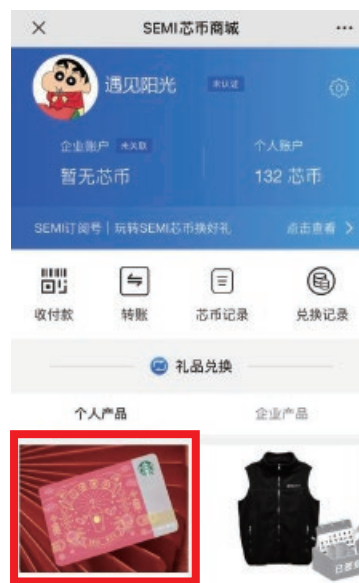 SEMI芯币商城
遇见阳光 未认证
企业账户 未关联 个人账户
暂无芯币 132 芯币
SEMI订阅号 | 玩转SEMI芯币换好礼 点击查看
收付款 转账 芯币记录 兑换记录
礼品兑换
个人产品 企业产品